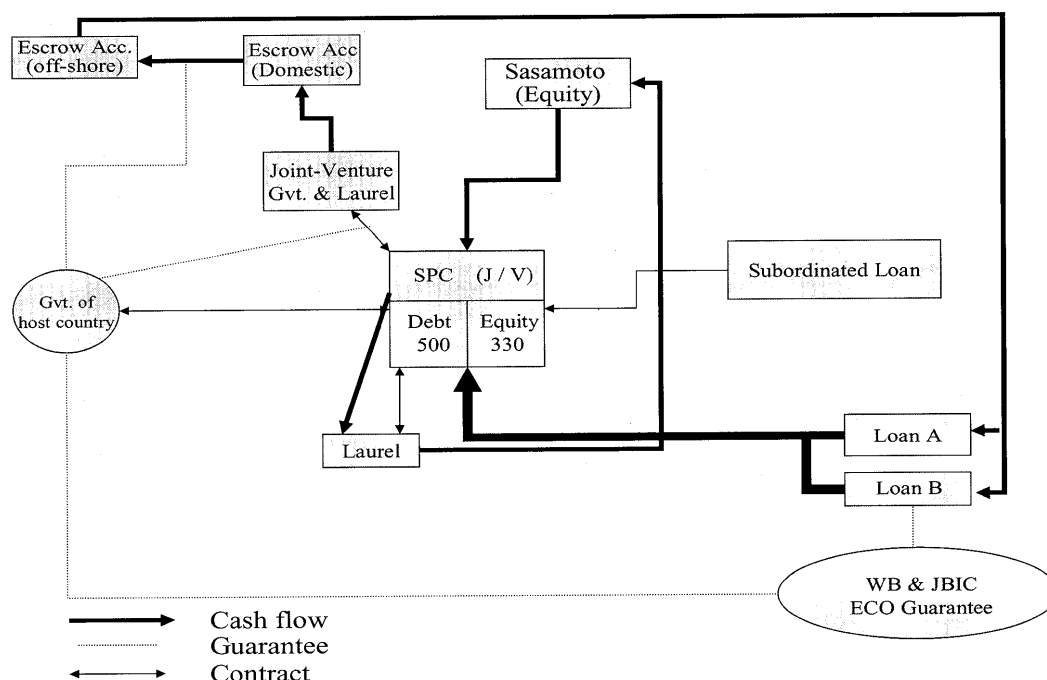 Escrow Acc.
(off-shore)
Escrow Acc
(Domestic)
Sasamoto
(Equity)
Joint-Venture
Gvt. & Laurel
SPC (J / V)
Subordinated Loan
Gvt. of
host country
Debt
500
Equity
330
Laurel
Loan A
Loan B
WB & JBIC
ECO Guarantee
Cash flow
Guarantee
Contract